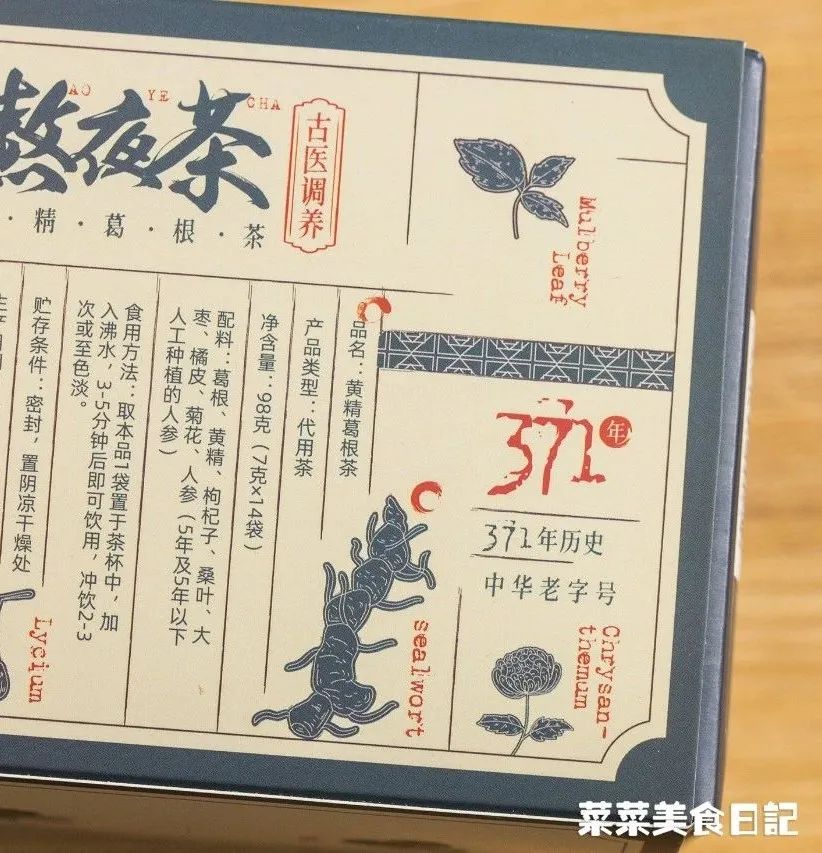 AO YE CHA
熬夜茶
古医调养
·精·葛·根·茶
Mulberry
Leaf
品名：黄精葛根茶
产品类型：代用茶
净含量：98克（7克×14袋）
配料：葛根、黄精、枸杞子、桑叶、大
枣、橘皮、菊花、人参（5年及5年以下
人工种植的人参）
食用方法：取本品1袋置于茶杯中，加
入沸水，3-5分钟后即可饮用，冲饮2-3
次或至色淡。
贮存条件：密封，置阴凉干燥处
371年
371年历史
中华老字号
Chrysan-
themum
sealwort
Lycium
菜菜美食日記